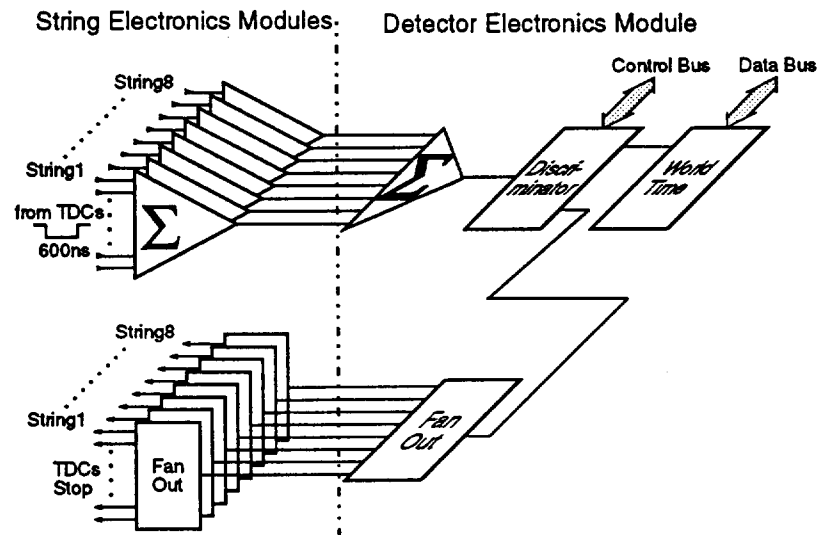 String Electronics Modules
Detector Electronics Module
Control Bus
Data Bus
String8
String1
from TDCs
600ns
Σ
Σ
Discri-
minator
World
Time
String8
String1
TDCs
Stop
Fan
Out
Fan
Out